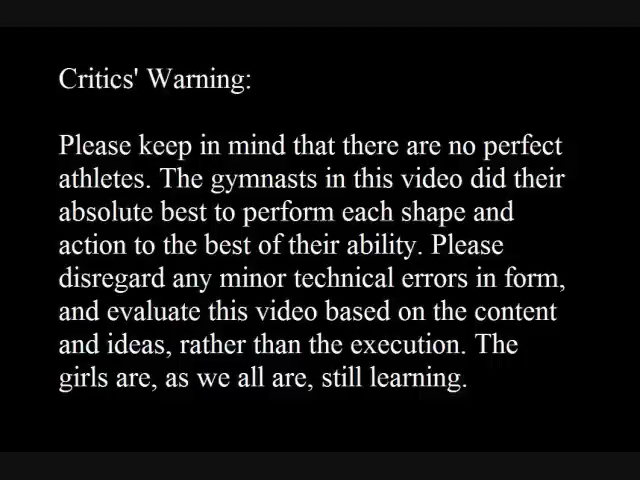 Critics' Warning:
Please keep in mind that there are no perfect
athletes. The gymnasts in this video did their
absolute best to perform each shape and
action to the best of their ability. Please
disregard any minor technical errors in form,
and evaluate this video based on the content
and ideas, rather than the execution. The
girls are, as we all are, still learning.